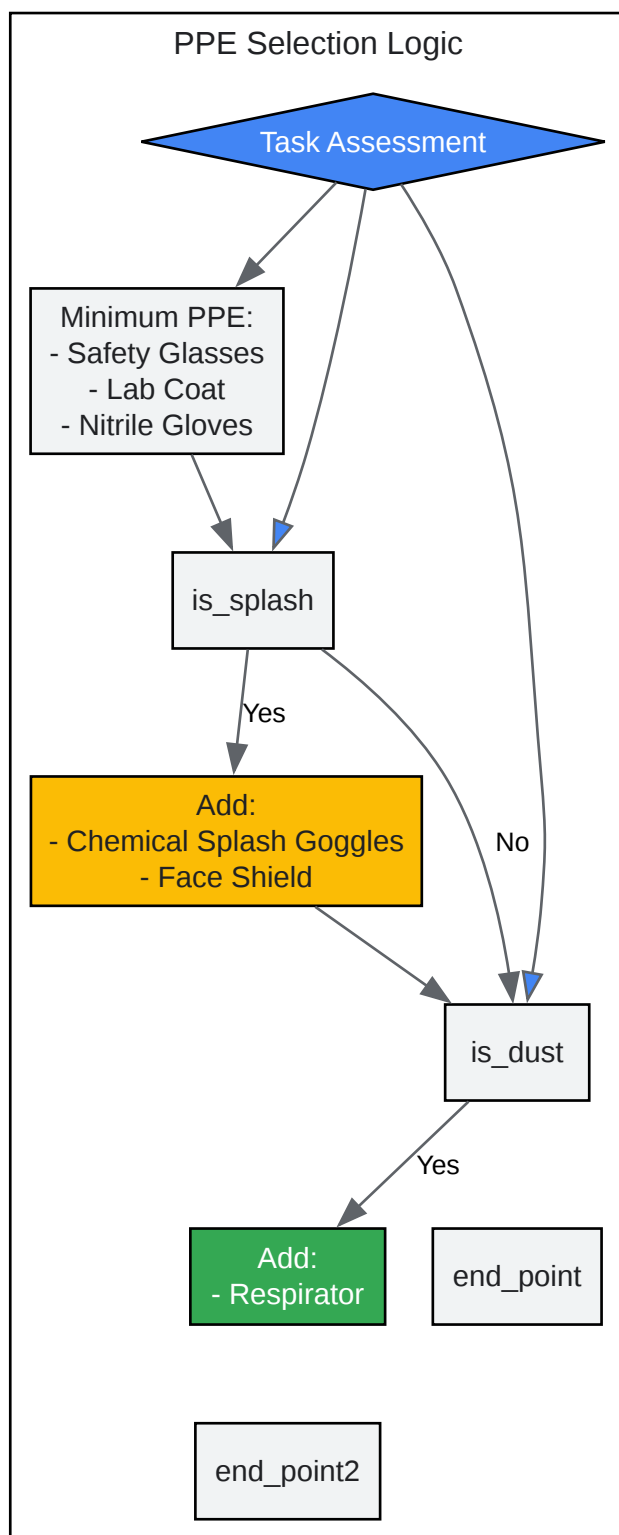 PPE Selection Logic
Task Assessment
Minimum PPE:
- Safety Glasses
- Lab Coat
- Nitrile Gloves
is_splash
Yes
Add:
- Chemical Splash Goggles
- Face Shield
No
is_dust
Yes
Add:
- Respirator
end_point
end_point2